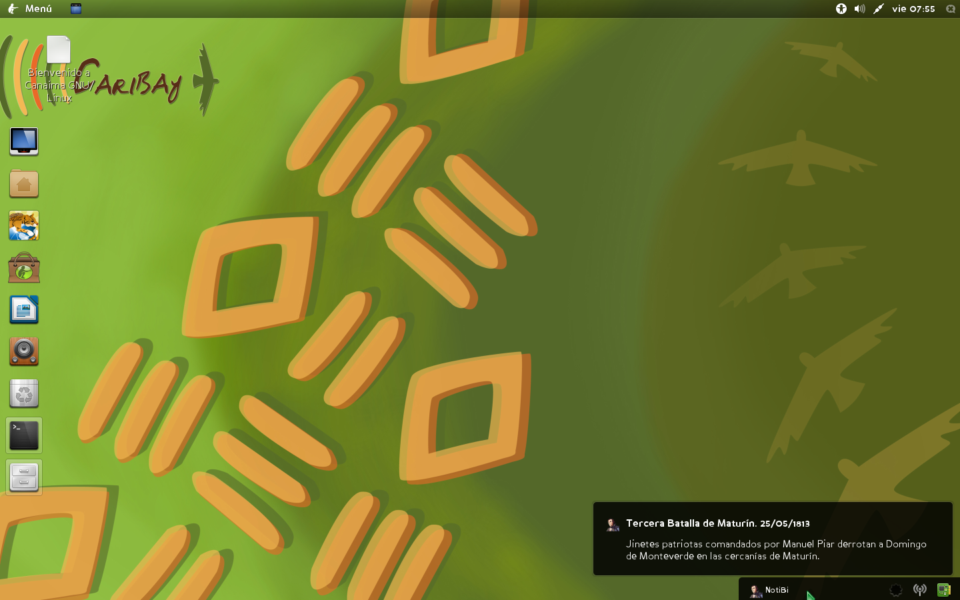 Menú
vie 07:55
Bienvenido a
Canaima GNU/
Linux
CARIBAY
Tercera Batalla de Maturín. 25/05/1813
Jinetes patriotas comandados por Manuel Piar derrotan a Domingo
de Monteverde en las cercanías de Maturín.
NotiBi